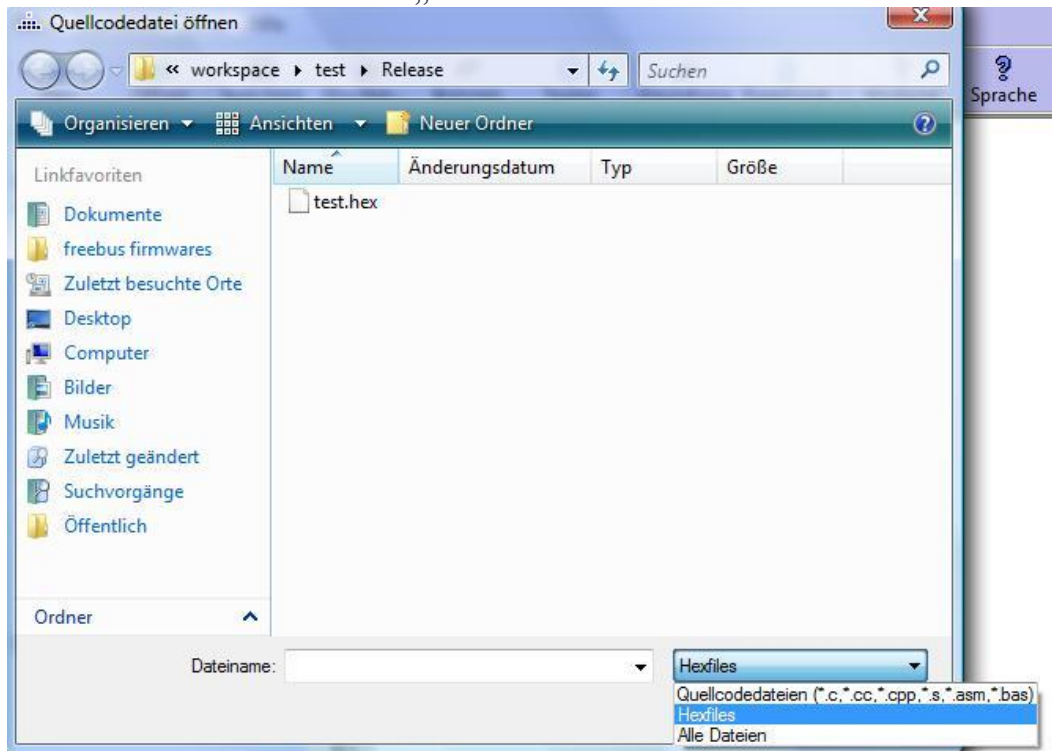 „
Quellcodedatei öffnen
« workspace ▸ test ▸ Release
Suchen
Sprache
Organisieren
Ansichten
Neuer Ordner
Linkfavoriten
Name
Änderungsdatum
Typ
Größe
test.hex
Dokumente
freebus firmwares
Zuletzt besuchte Orte
Desktop
Computer
Bilder
Musik
Zuletzt geändert
Suchvorgänge
Öffentlich
Ordner
Dateiname:
Hexfiles
Quellcodedateien (*.c,*.cc,*.cpp,*.s,*.asm,*.bas)
Hexfiles
Alle Dateien